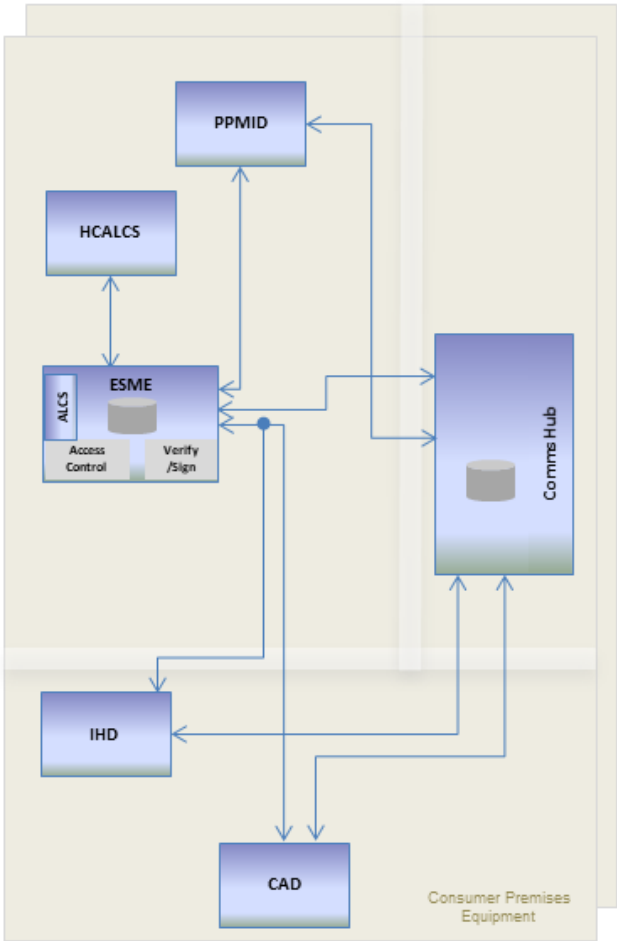 PPMID
HCALCS
ESME
ALCS
Access
Control
Verify
/Sign
Comms Hub
IHD
CAD
Consumer Premises
Equipment